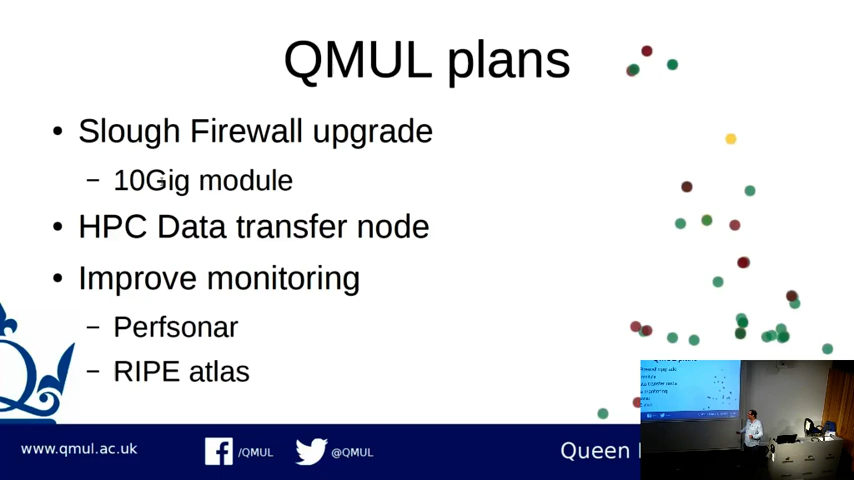 QMUL plans
• Slough Firewall upgrade
– 10Gig module
• HPC Data transfer node
• Improve monitoring
– Perfsonar
– RIPE atlas
www.qmul.ac.uk
/QMUL
@QMUL
Queen